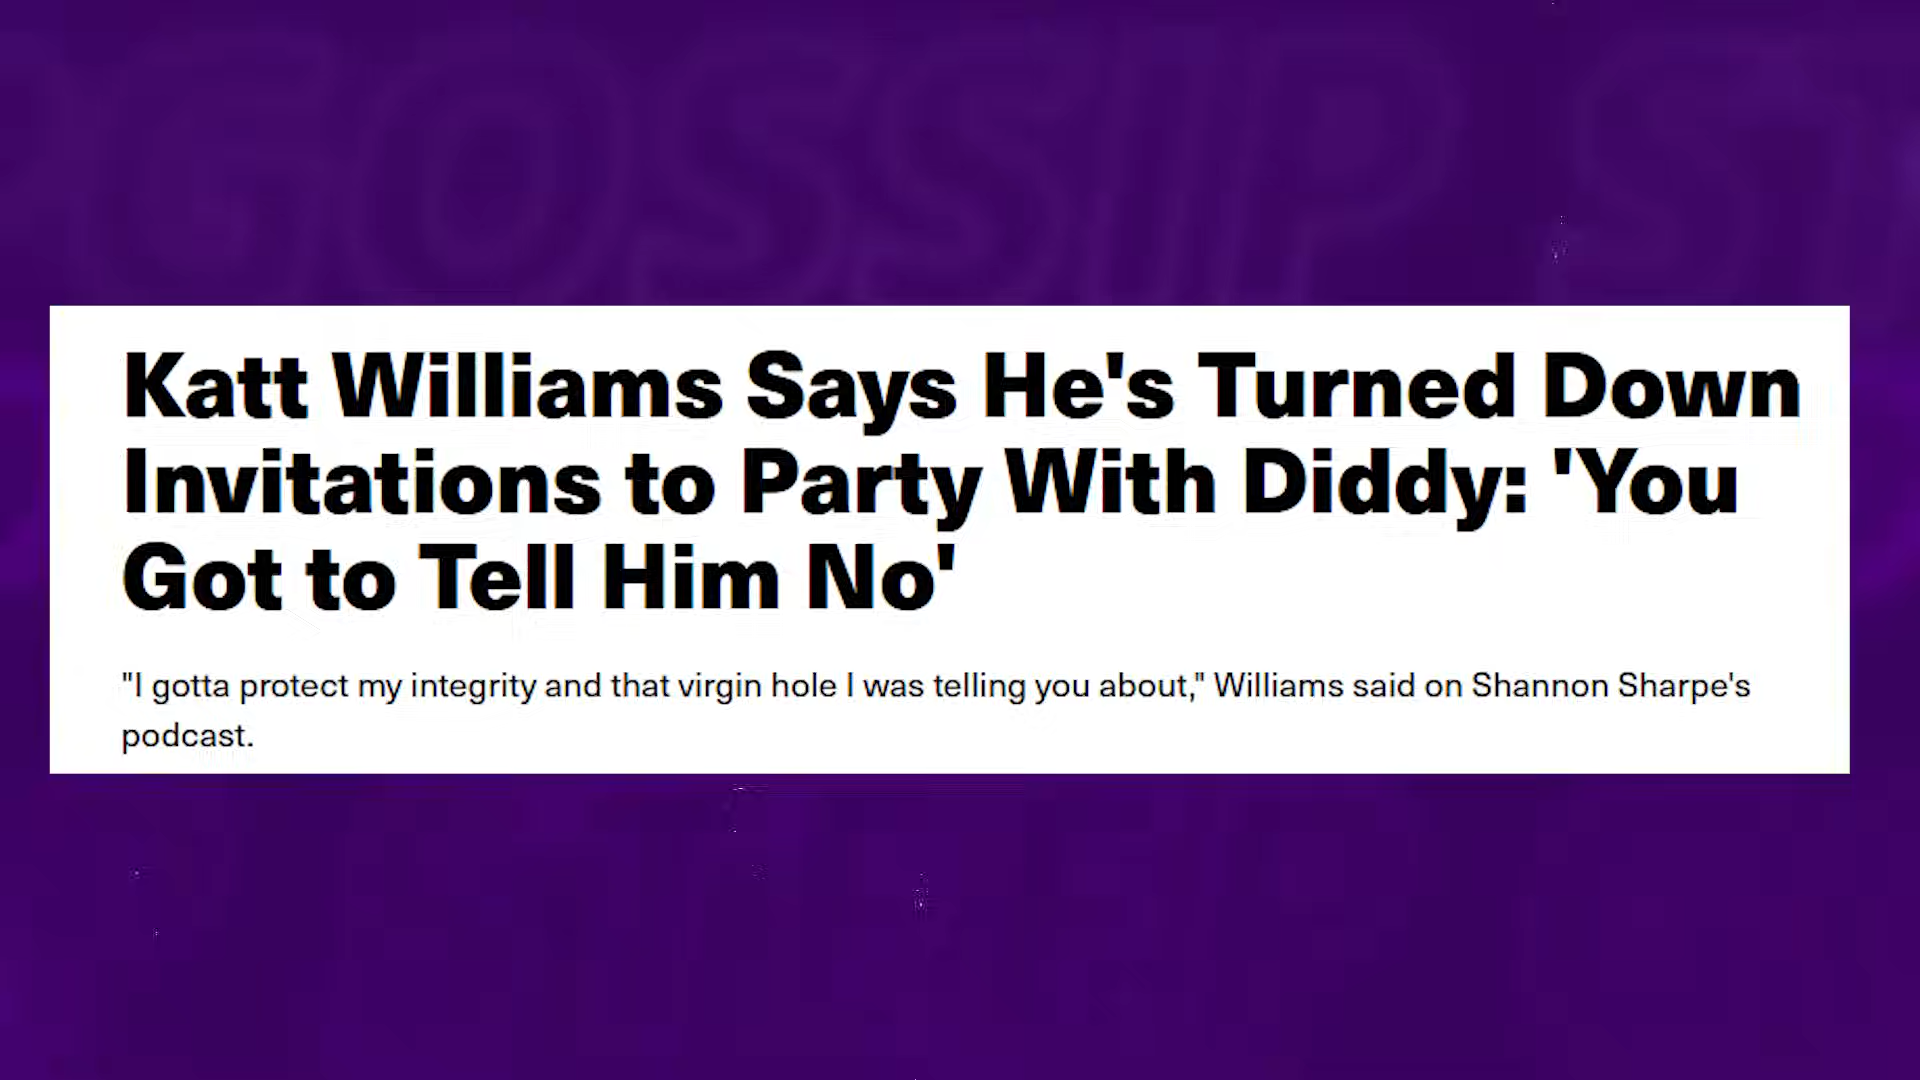 GOSSIP
Katt Williams Says He's Turned Down
Invitations to Party With Diddy: 'You
Got to Tell Him No'
"I gotta protect my integrity and that virgin hole I was telling you about," Williams said on Shannon Sharpe's
podcast.